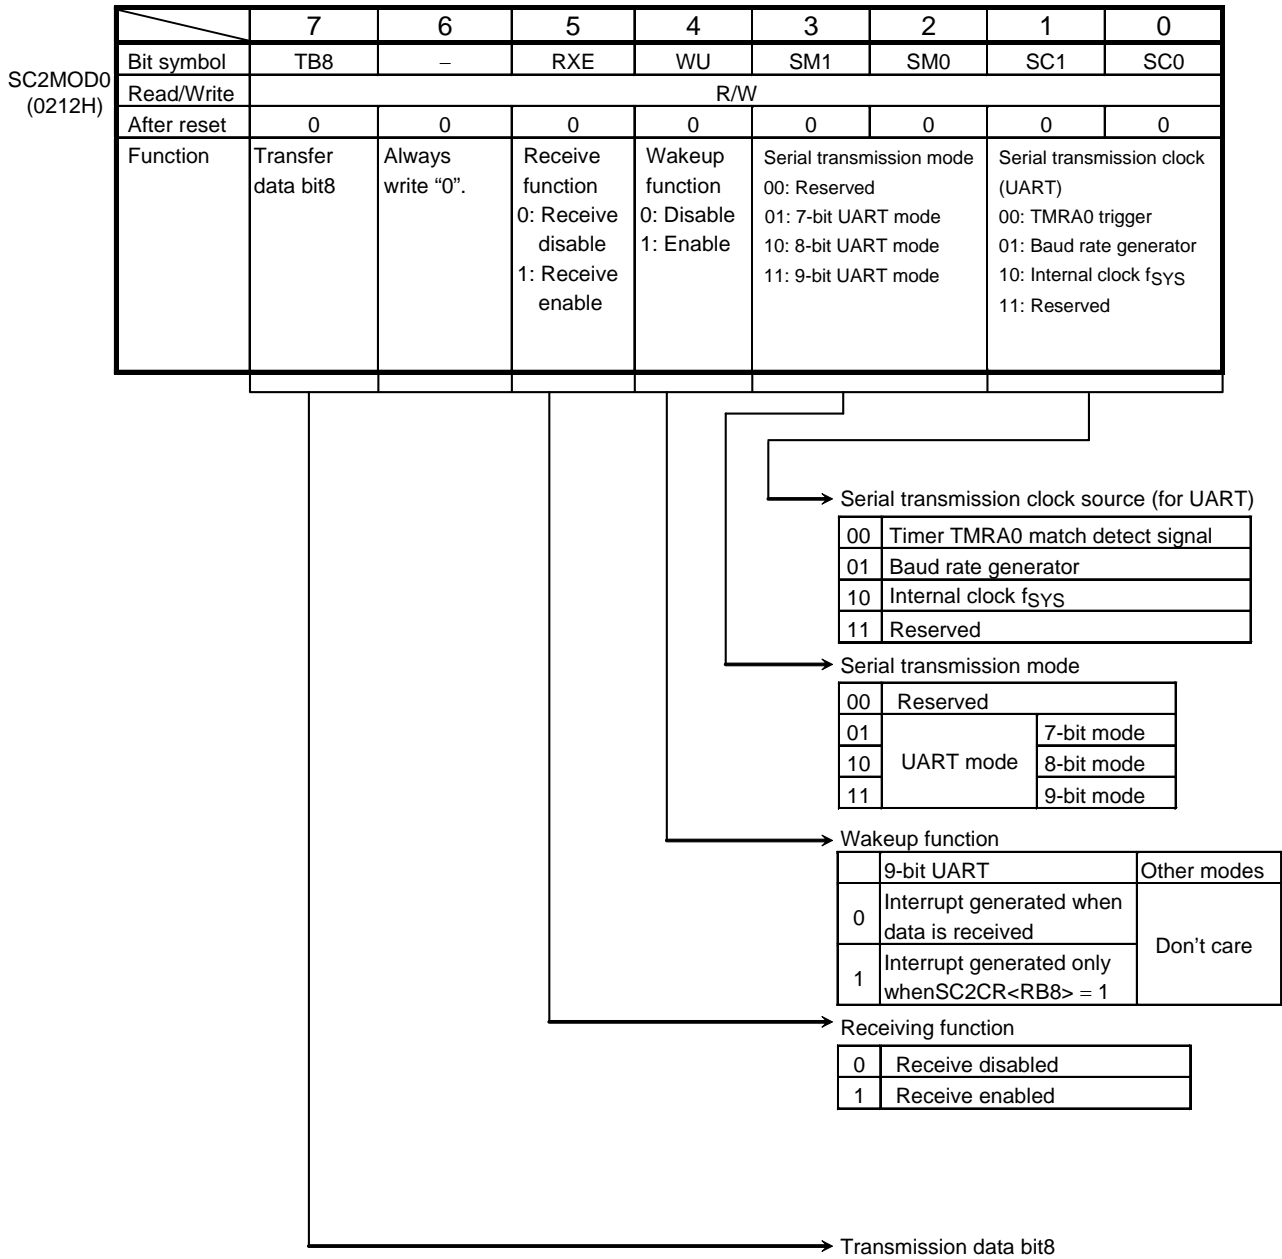 7 6 5 4 3 2 1 0
SC2MOD0
(0212H)
Bit symbol TB8 − RXE WU SM1 SM0 SC1 SC0
Read/Write R/W
After reset 0 0 0 0 0 0 0 0
Function
Transfer
data bit8
Always
write “0”.
Receive
function
0: Receive
disable
1: Receive
enable
Wakeup
function
0: Disable
1: Enable
Serial transmission mode
00: Reserved
01: 7-bit UART mode
10: 8-bit UART mode
11: 9-bit UART mode
Serial transmission clock
(UART)
00: TMRA0 trigger
01: Baud rate generator
10: Internal clock fSYS
11: Reserved
Serial transmission clock source (for UART)
00 Timer TMRA0 match detect signal
01 Baud rate generator
10 Internal clock fSYS
11 Reserved
Serial transmission mode
00 Reserved
01 UART mode 7-bit mode
10 8-bit mode
11 9-bit mode
Wakeup function
9-bit UART Other modes
0 Interrupt generated when
data is received
Don’t care
1 Interrupt generated only
whenSC2CR<RB8> = 1
Receiving function
0 Receive disabled
1 Receive enabled
Transmission data bit8